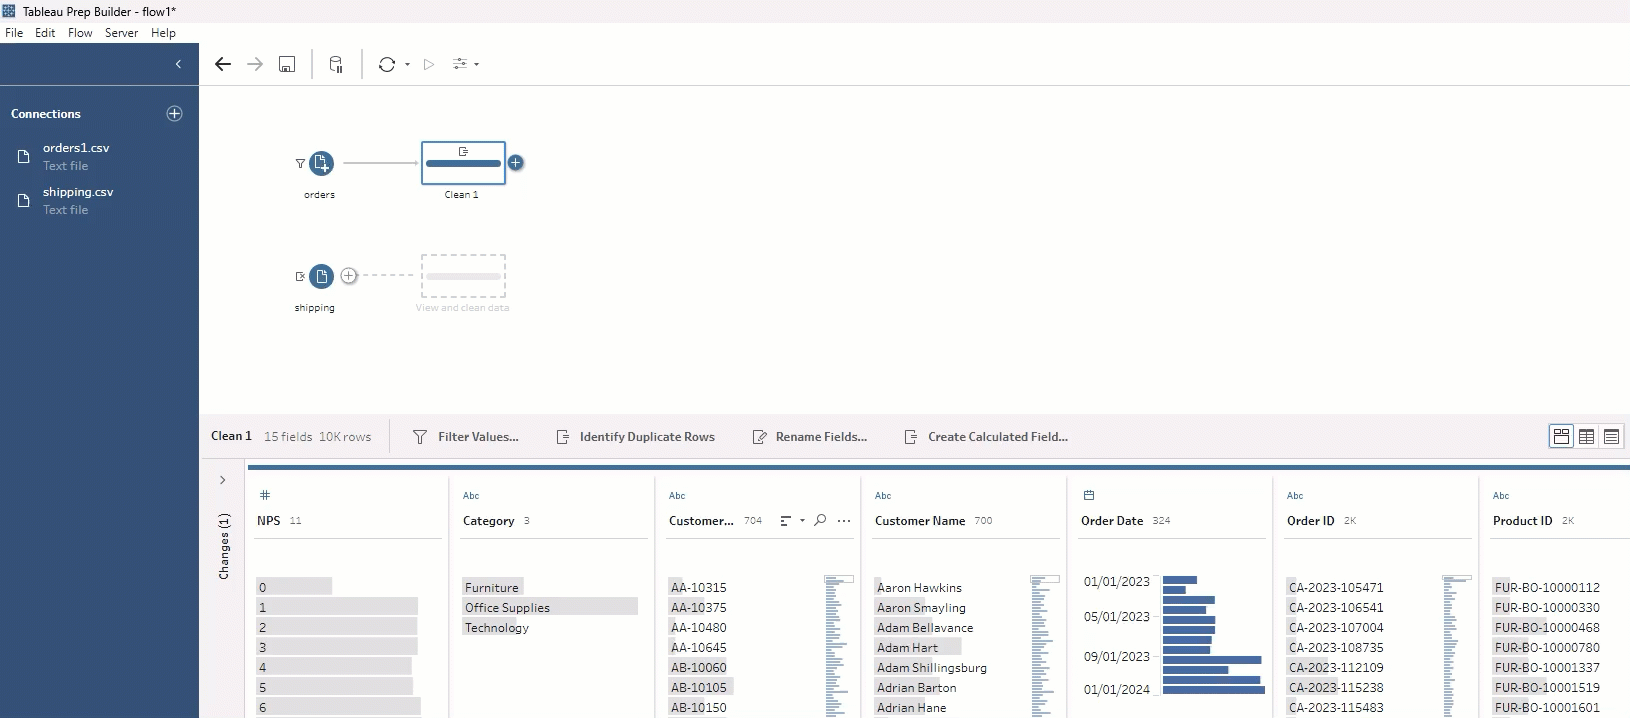 Tableau Prep Builder - flow1*
File Edit Flow Server Help
Connections
orders1.csv
Text file
shipping.csv
Text file
orders
Clean 1
shipping
View and clean data
Clean 1 15 fields 10K rows Filter Values... Identify Duplicate Rows Rename Fields... Create Calculated Field...
Changes (1)
# Abc Abc Abc Abc Abc
NPS 11 Category 3 Customer... 704 ... Customer Name 700 Order Date 324 Order ID 2K Product ID 2K
0 Furniture AA-10315 Aaron Hawkins 01/01/2023 CA-2023-105471 FUR-BO-10000112
1 Office Supplies AA-10375 Aaron Smayling CA-2023-106541 FUR-BO-10000330
2 Technology AA-10480 Adam Bellavance 05/01/2023 CA-2023-107004 FUR-BO-10000468
3 AA-10645 Adam Hart CA-2023-108735 FUR-BO-10000780
4 AB-10060 Adam Shillingsburg 09/01/2023 CA-2023-112109 FUR-BO-10001337
5 AB-10105 Adrian Barton 01/01/2024 CA-2023-115238 FUR-BO-10001519
6 AB-10150 Adrian Hane CA-2023-115483 FUR-BO-10001601